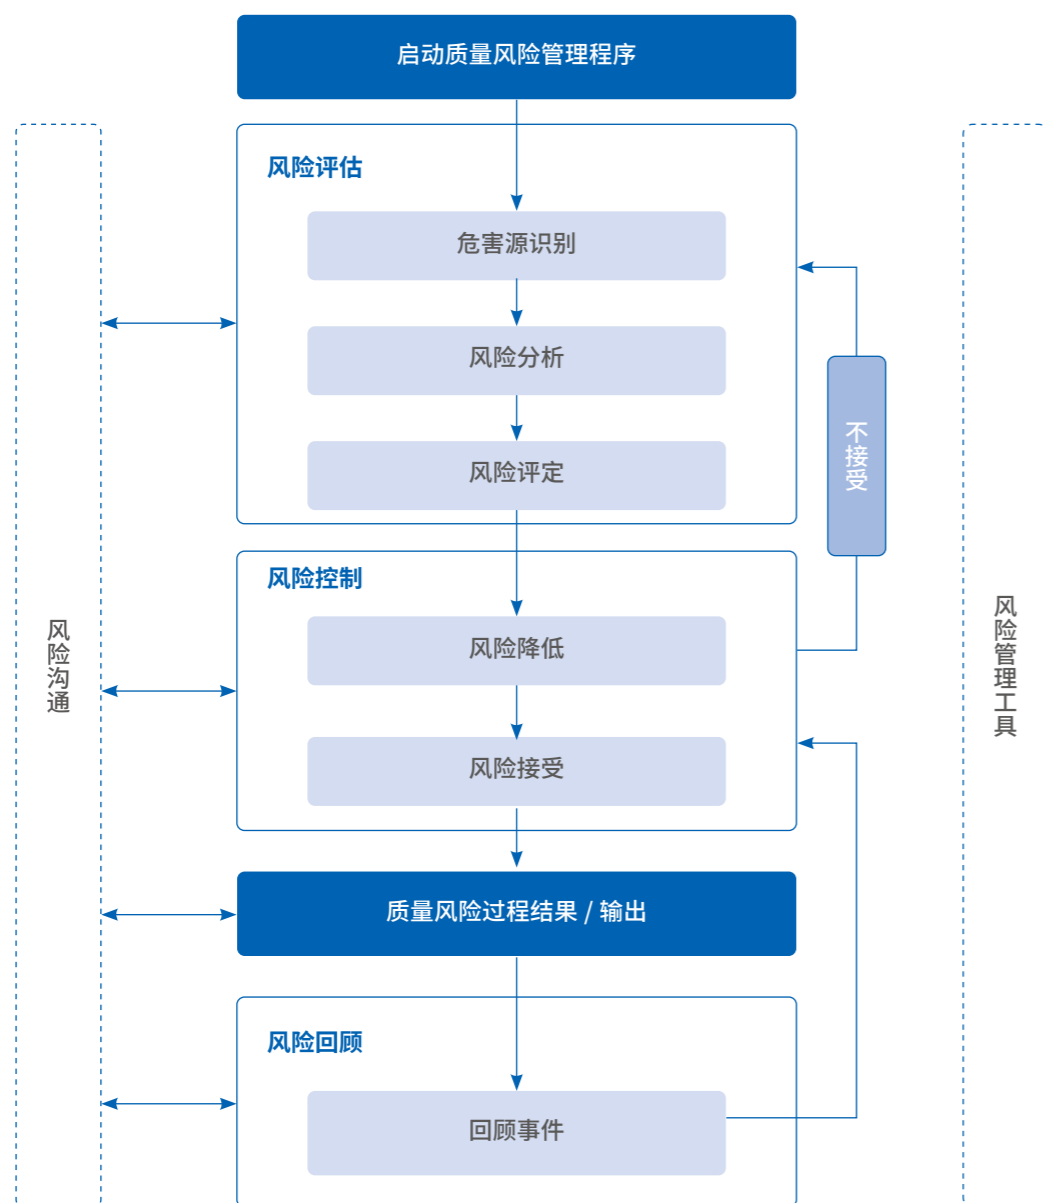 启动质量风险管理程序
风险评估
危害源识别
风险分析
风险评定
不接受
风险控制
风险降低
风险接受
风险沟通
风险管理工具
质量风险过程结果 / 输出
风险回顾
回顾事件